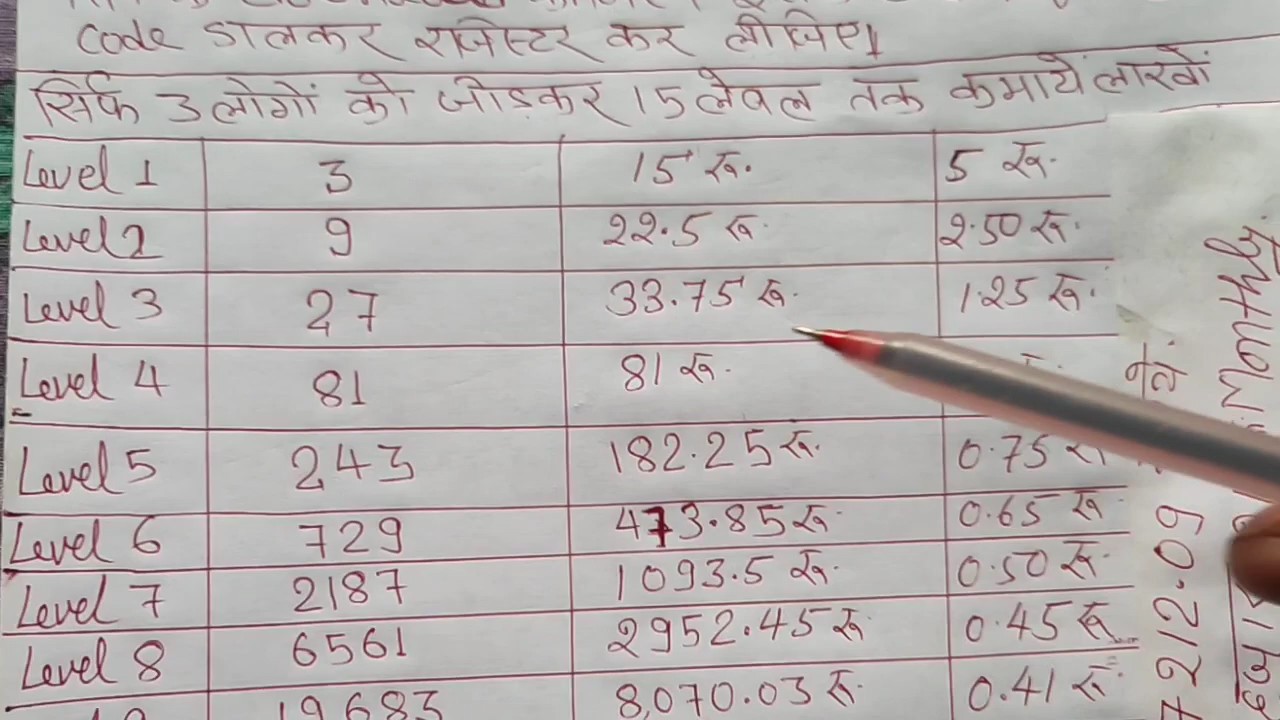 code डालकर रजिस्टर कर लीजिए।
सिर्फ 3 लोगों को जोड़कर 15 लेवल तक कमायें लाखों
Level 1 3 15 रू. 5 रू.
Level 2 9 22.5 रू. 2.50 रू.
Level 3 27 33.75 रू. 1.25 रू.
Level 4 81 81 रू.
Level 5 243 182.25 रू. 0.75
Level 6 729 473.85 रू. 0.65 रू.
Level 7 2187 1093.5 रू. 0.50 रू.
Level 8 6561 2952.45 रू. 0.45 रू.
19683 8,070.03 रू. 0.41 रू.
7212.09
Monthly.